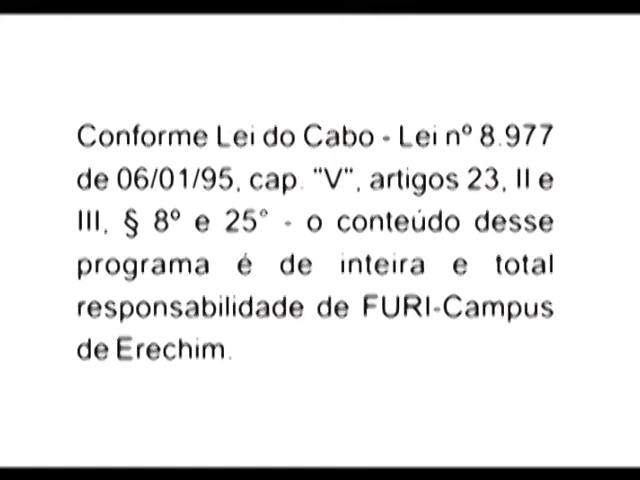 Conforme Lei do Cabo - Lei nº 8.977
de 06/01/95, cap. "V", artigos 23, II e
III, § 8º e 25° - o conteúdo desse
programa é de inteira e total
responsabilidade de FURI-Campus
de Erechim.